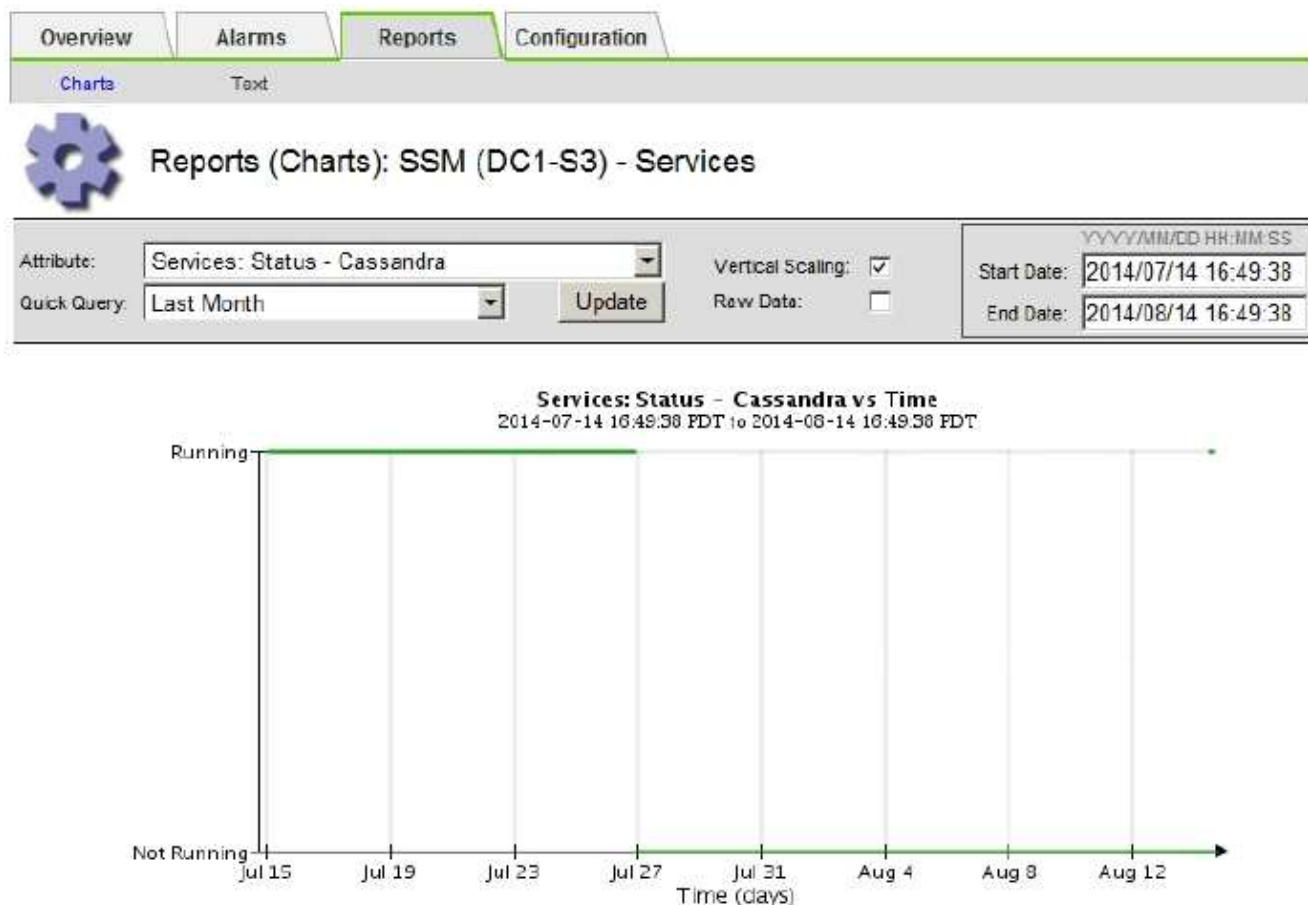 Overview Alarms Reports Configuration
Charts Text
Reports (Charts): SSM (DC1-S3) - Services
YYYY/MM/DD HH:MM:SS
Attribute: Services: Status - Cassandra Vertical Scaling: Start Date: 2014/07/14 16:49:38
Quick Query: Last Month Update Raw Data: End Date: 2014/08/14 16:49:38
Services: Status - Cassandra vs Time
2014-07-14 16:49:38 PDT to 2014-08-14 16:49:38 PDT
Running
Not Running
Jul 15 Jul 19 Jul 23 Jul 27 Jul 31 Aug 4 Aug 8 Aug 12
Time (days)